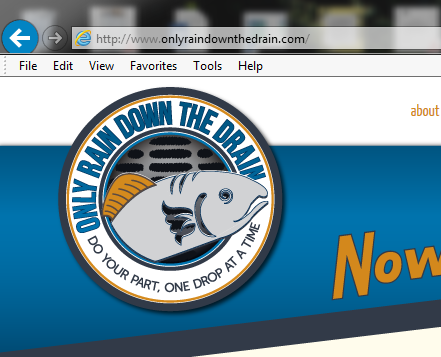 http://www.onlyraindownthedrain.com/
File Edit View Favorites Tools Help
about
ONLY RAIN DOWN THE DRAIN
DO YOUR PART, ONE DROP AT A TIME
Now